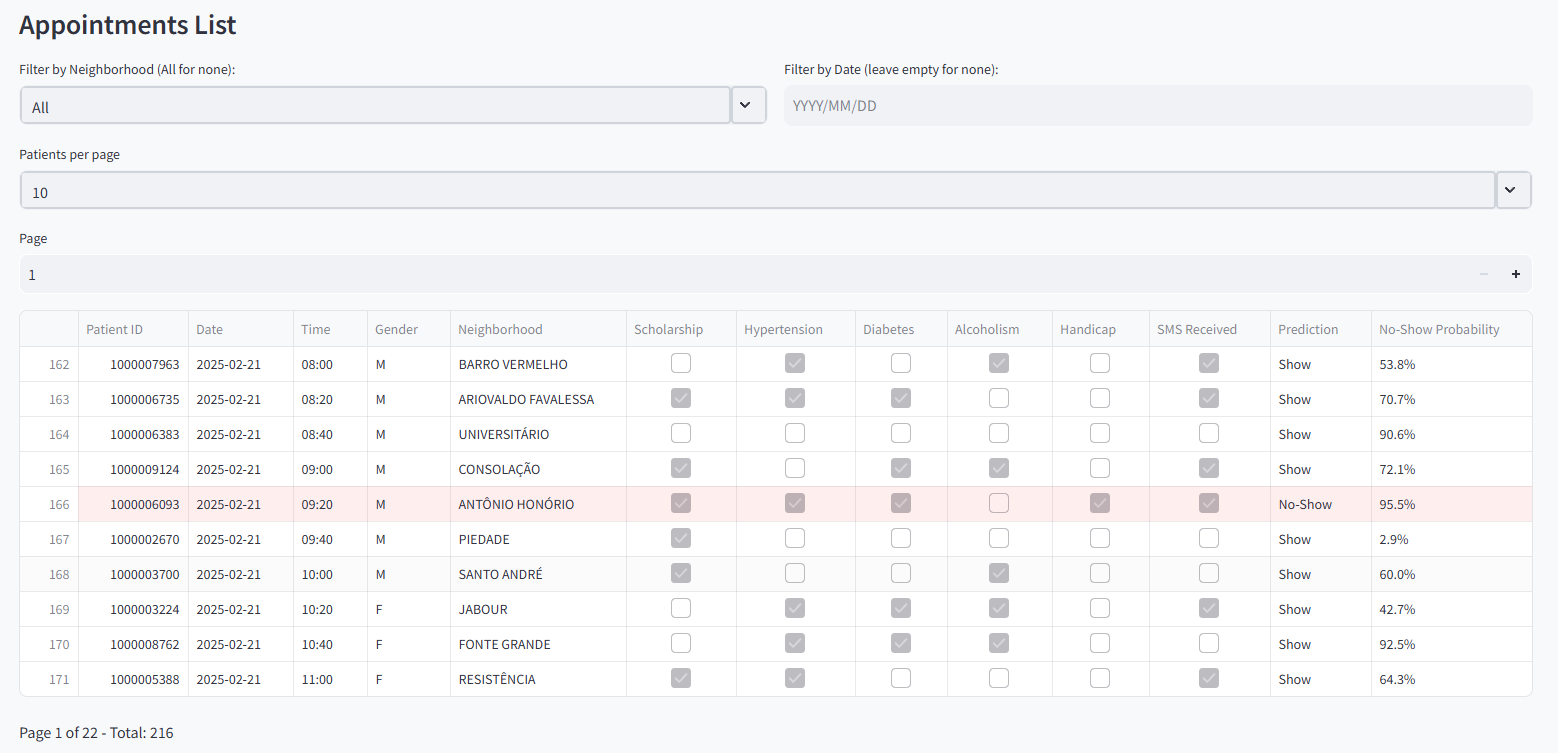 Appointments List
Filter by Neighborhood (All for none):
Filter by Date (leave empty for none):
All
YYYY/MM/DD
Patients per page
10
Page
1
Patient ID Date Time Gender Neighborhood Scholarship Hypertension Diabetes Alcoholism Handicap SMS Received Prediction No-Show Probability
162 1000007963 2025-02-21 08:00 M BARRO VERMELHO Show 53.8%
163 1000006735 2025-02-21 08:20 M ARIOVALDO FAVALESSA Show 70.7%
164 1000006383 2025-02-21 08:40 M UNIVERSITÁRIO Show 90.6%
165 1000009124 2025-02-21 09:00 M CONSOLAÇÃO Show 72.1%
166 1000006093 2025-02-21 09:20 M ANTÔNIO HONÓRIO No-Show 95.5%
167 1000002670 2025-02-21 09:40 M PIEDADE Show 2.9%
168 1000003700 2025-02-21 10:00 M SANTO ANDRÉ Show 60.0%
169 1000003224 2025-02-21 10:20 F JABOUR Show 42.7%
170 1000008762 2025-02-21 10:40 F FONTE GRANDE Show 92.5%
171 1000005388 2025-02-21 11:00 F RESISTÊNCIA Show 64.3%
Page 1 of 22 - Total: 216